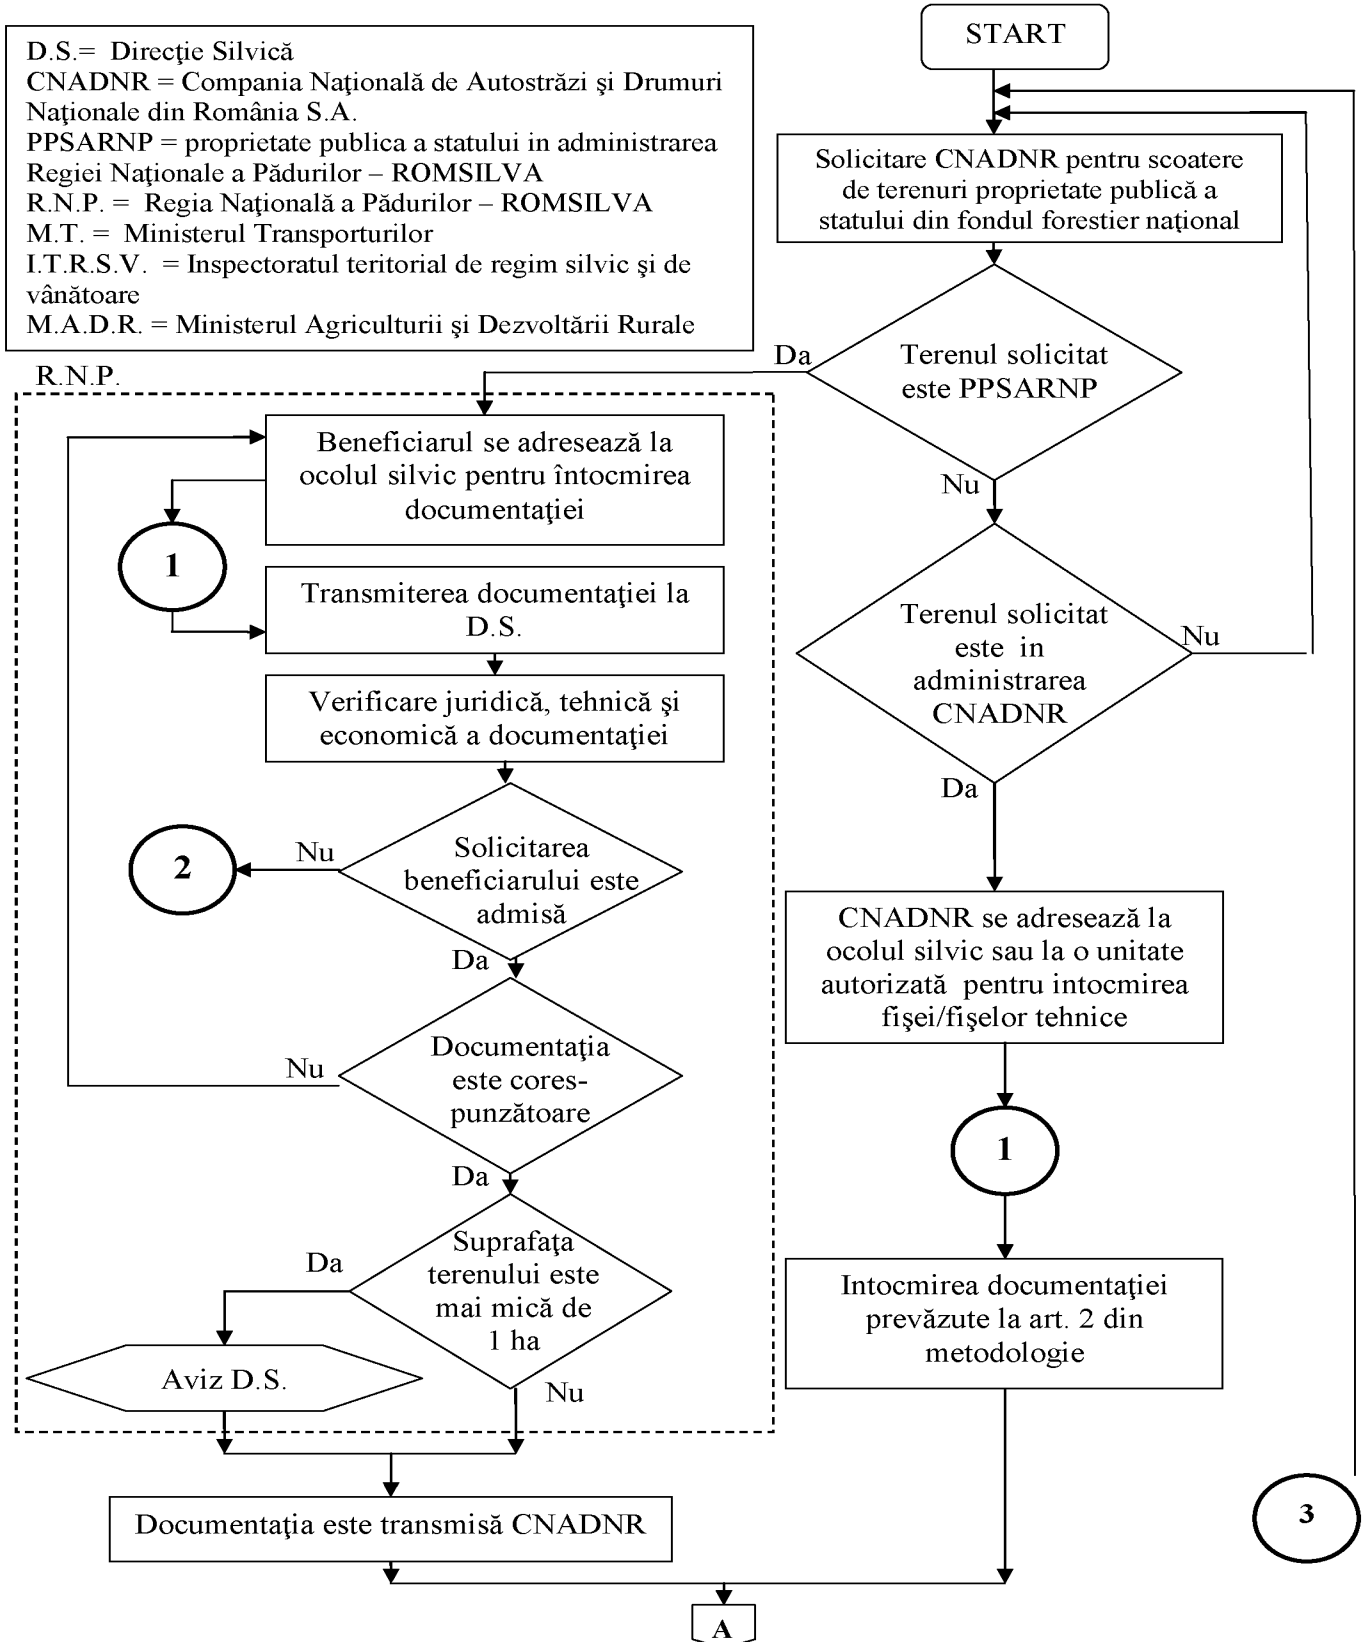 D.S.= Direcţie Silvică
CNADNR = Compania Naţională de Autostrăzi şi Drumuri
Naţionale din România S.A.
PPSARNP = proprietate publica a statului in administrarea
Regiei Naţionale a Pădurilor – ROMSILVA
R.N.P. = Regia Naţională a Pădurilor – ROMSILVA
M.T. = Ministerul Transporturilor
I.T.R.S.V. = Inspectoratul teritorial de regim silvic şi de
vânătoare
M.A.D.R. = Ministerul Agriculturii şi Dezvoltării Rurale
START
Solicitare CNADNR pentru scoatere
de terenuri proprietate publică a
statului din fondul forestier naţional
Terenul solicitat
este PPSARNP
Da
Nu
R.N.P.
Beneficiarul se adresează la
ocolul silvic pentru întocmirea
documentaţiei
1
Transmiterea documentaţiei la
D.S.
Verificare juridică, tehnică şi
economică a documentaţiei
Solicitarea
beneficiarului este
admisă
Nu
2
Da
Documentaţia
este cores-
punzătoare
Nu
Da
Suprafaţa
terenului este
mai mică de
1 ha
Da
Nu
Aviz D.S.
Documentaţia este transmisă CNADNR
Terenul solicitat
este in
administrarea
CNADNR
Nu
Da
CNADNR se adresează la
ocolul silvic sau la o unitate
autorizată pentru intocmirea
fişei/fişelor tehnice
1
Intocmirea documentaţiei
prevăzute la art. 2 din
metodologie
3
A